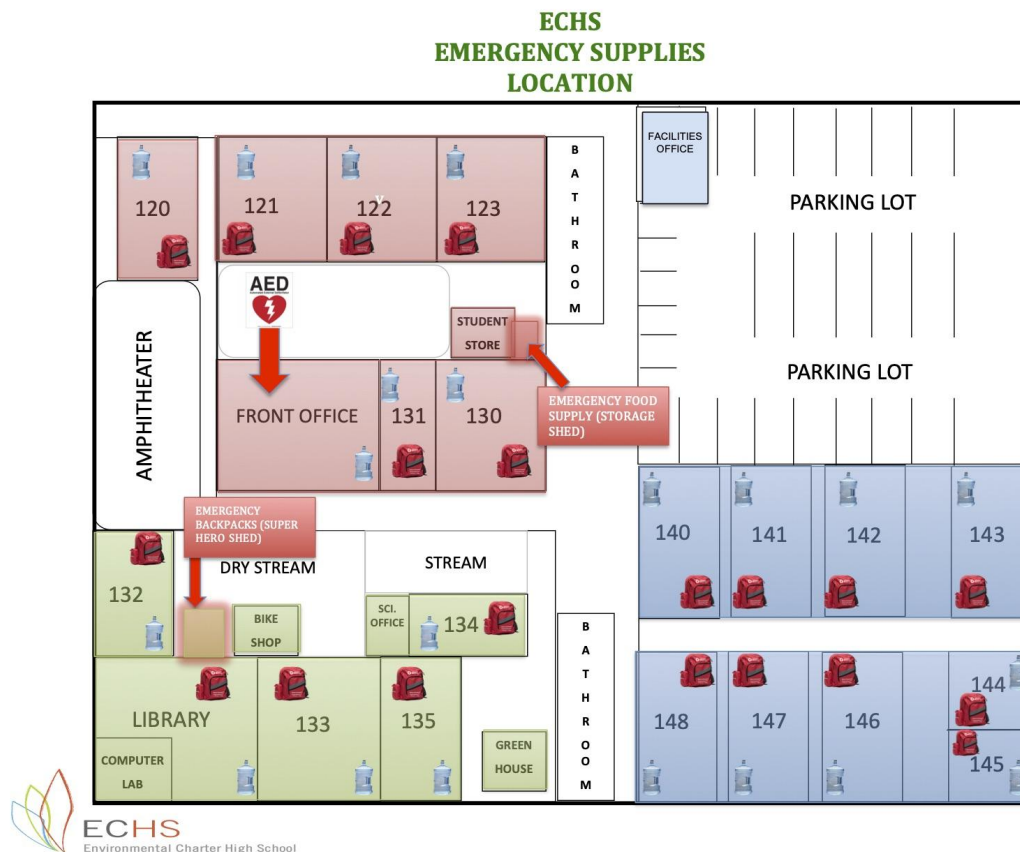 ECHS
EMERGENCY SUPPLIES
LOCATION
FACILITIES
OFFICE
120
121
122
123
BATHROOM
PARKING LOT
AED
STUDENT
STORE
AMPHITHEATER
FRONT OFFICE
131
130
EMERGENCY FOOD
SUPPLY (STORAGE
SHED)
PARKING LOT
EMERGENCY
BACKPACKS (SUPER
HERO SHED)
DRY STREAM
STREAM
140
141
142
143
132
BIKE
SHOP
SCI.
OFFICE
134
BATHROOM
LIBRARY
133
135
148
147
146
144
145
COMPUTER
LAB
GREEN
HOUSE
ECHS
Environmental Charter High School